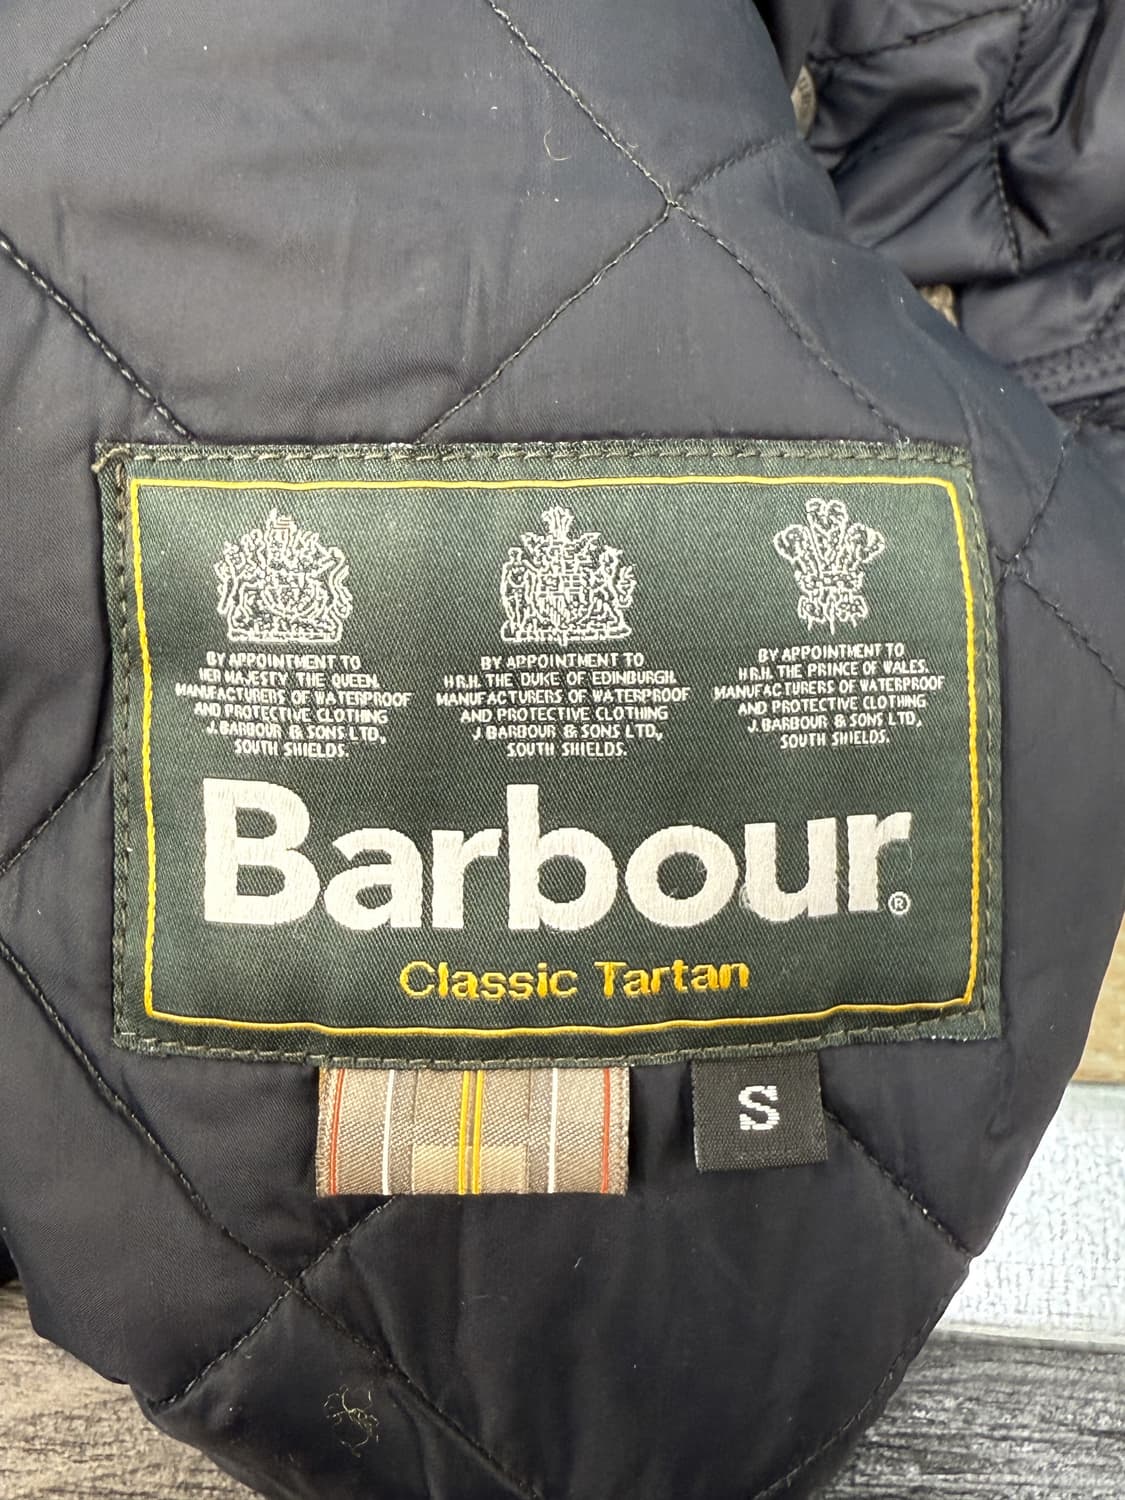 BY APPOINTMENT TO
HER MAJESTY THE QUEEN.
MANUFACTURERS OF WATERPROOF
AND PROTECTIVE CLOTHING
J. BARBOUR & SONS LTD,
SOUTH SHIELDS.
BY APPOINTMENT TO
H.R.H. THE DUKE OF EDINBURGH.
MANUFACTURERS OF WATERPROOF
AND PROTECTIVE CLOTHING
J. BARBOUR & SONS LTD,
SOUTH SHIELDS.
BY APPOINTMENT TO
H.R.H. THE PRINCE OF WALES.
MANUFACTURERS OF WATERPROOF
AND PROTECTIVE CLOTHING
J. BARBOUR & SONS LTD,
SOUTH SHIELDS.
Barbour®
Classic Tartan
S